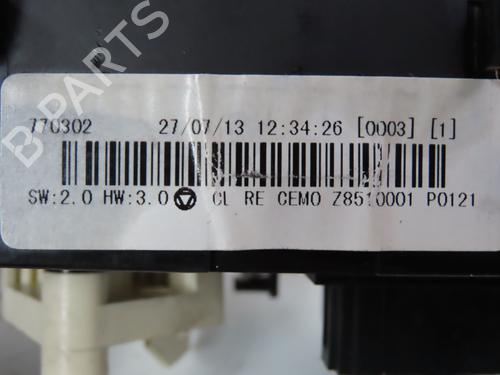 770302 27/07/13 12:34:26 [0003] [1]
SW:2.0 HW:3.0 CL RE CEMO Z8510001 P0121
B-PARTS